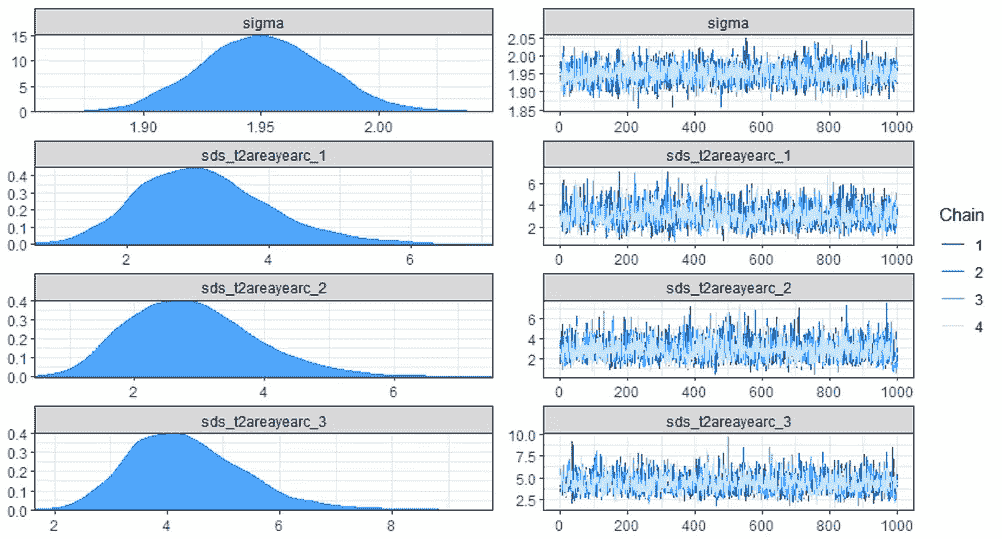 sigma
15
10
5
0
1.90 1.95 2.00
sigma
2.05
2.00
1.95
1.90
1.85
0 200 400 600 800 1000
sds_t2areayearc_1
0.4
0.3
0.2
0.1
0.0
2 4 6
sds_t2areayearc_1
6
4
2
0 200 400 600 800 1000
sds_t2areayearc_2
0.4
0.3
0.2
0.1
0.0
2 4 6
sds_t2areayearc_2
6
4
2
0 200 400 600 800 1000
sds_t2areayearc_3
0.4
0.3
0.2
0.1
0.0
2 4 6 8
sds_t2areayearc_3
10.0
7.5
5.0
2.5
0 200 400 600 800 1000
Chain
1
2
3
4